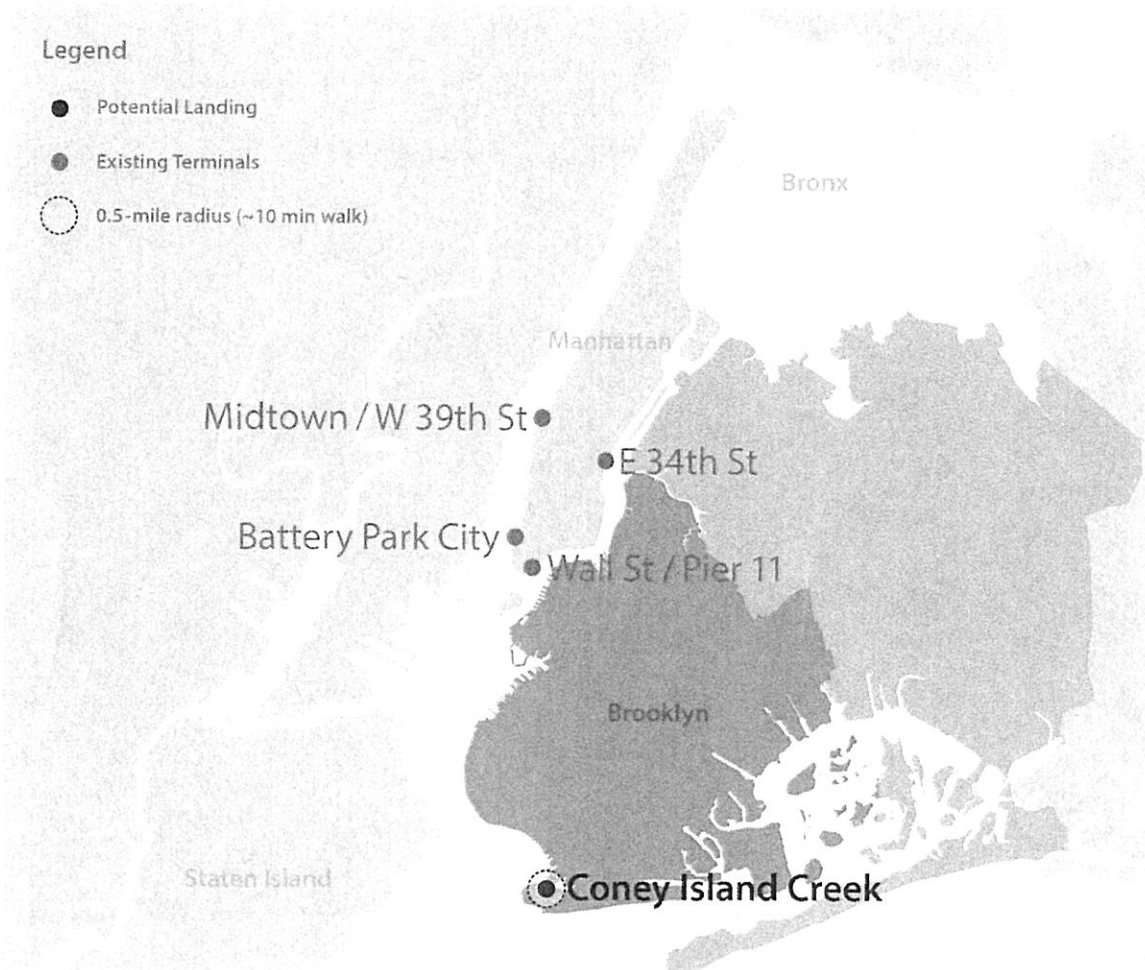 Legend
Potential Landing
Existing Terminals
0.5-mile radius (~10 min walk)
Bronx
Manhattan
Midtown / W 39th St
E 34th St
Battery Park City
Wall St / Pier 11
Brooklyn
Staten Island
Coney Island Creek